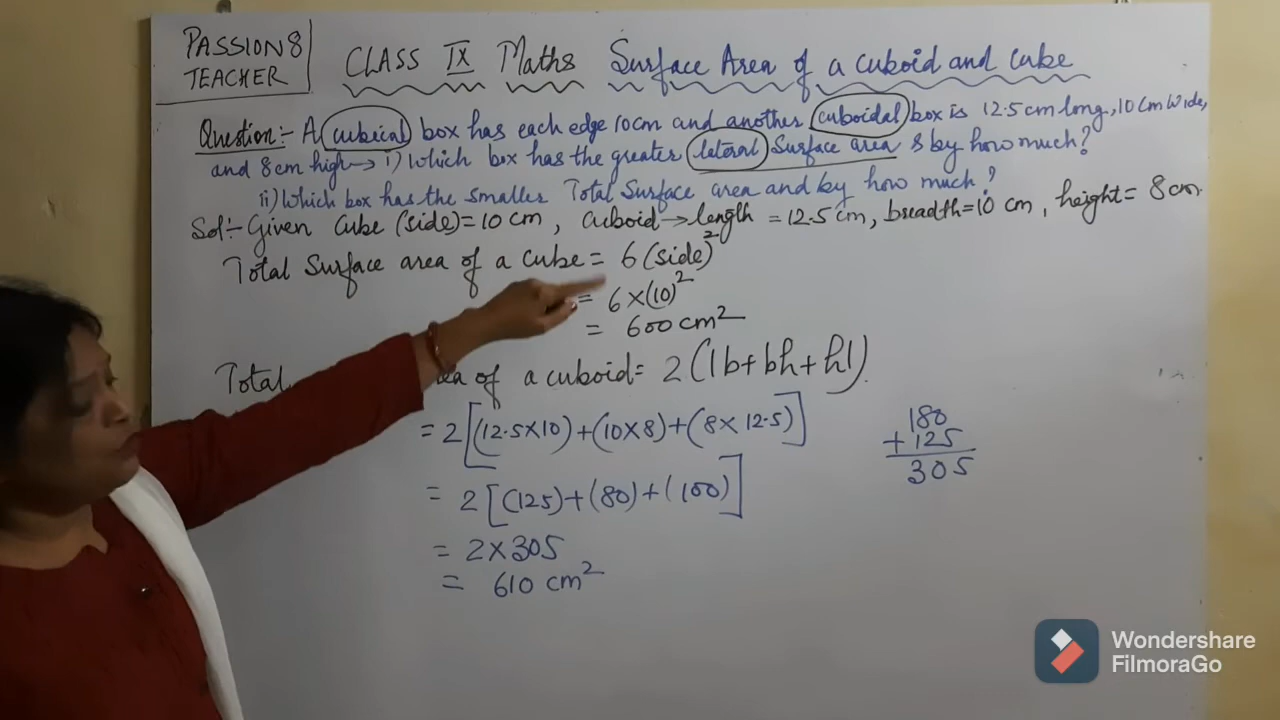 PASSION 8
TEACHER
CLASS IX Maths Surface Area of a cuboid and cube
Question:- A cubical box has each edge 10cm and another cuboidal box is 12.5cm long, 10cm wide,
and 8cm high → i) Which box has the greater lateral Surface area & by how much?
ii) Which box has the smaller Total Surface area and by how much?
Sol:- Given Cube (side)=10 cm, cuboid → length = 12.5 cm, breadth=10 cm, height= 8 cm.
Total Surface area of a cube = 6 (side)²
= 6 × (10)²
= 600 cm²
Total of a cuboid= 2(lb+bh+hl).
= 2[(12.5×10)+(10×8)+(8×12.5)]
= 2[(125)+(80)+(100)]
= 2×305
= 610 cm²
180
+125
305
Wondershare
FilmoraGo